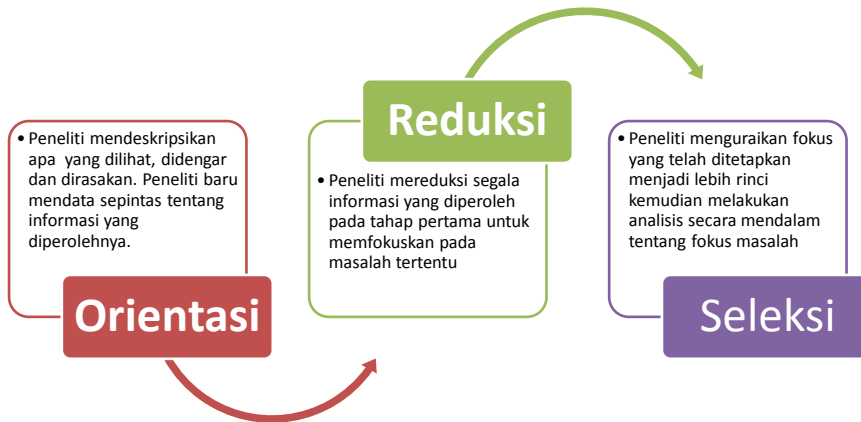 • Peneliti mendeskripsikan
apa yang dilihat, didengar
dan dirasakan. Peneliti baru
mendata sepintas tentang
informasi yang
diperolehnya.
Orientasi
Reduksi
• Peneliti mereduksi segala
informasi yang diperoleh
pada tahap pertama untuk
memfokuskan pada
masalah tertentu
• Peneliti menguraikan fokus
yang telah ditetapkan
menjadi lebih rinci
kemudian melakukan
analisis secara mendalam
tentang fokus masalah
Seleksi